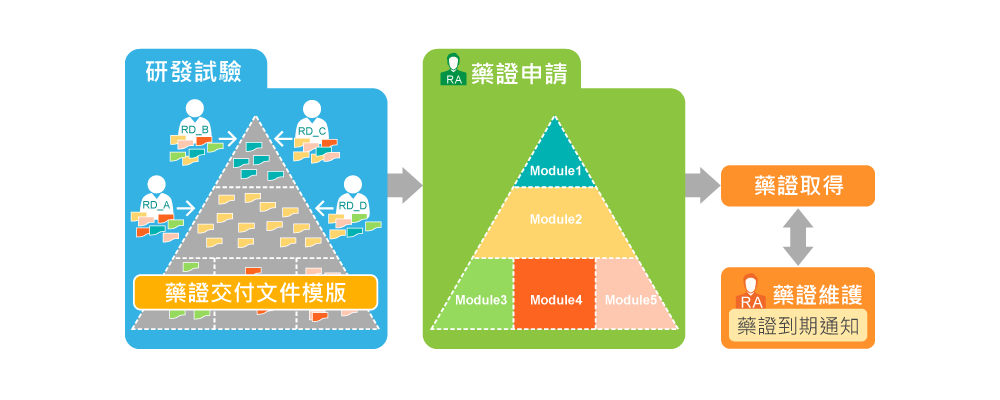 研發試驗
RD_B
RD_C
RD_A
RD_D
藥證交付文件模版
RA
藥證申請
Module1
Module2
Module3
Module4
Module5
藥證取得
RA
藥證維護
藥證到期通知